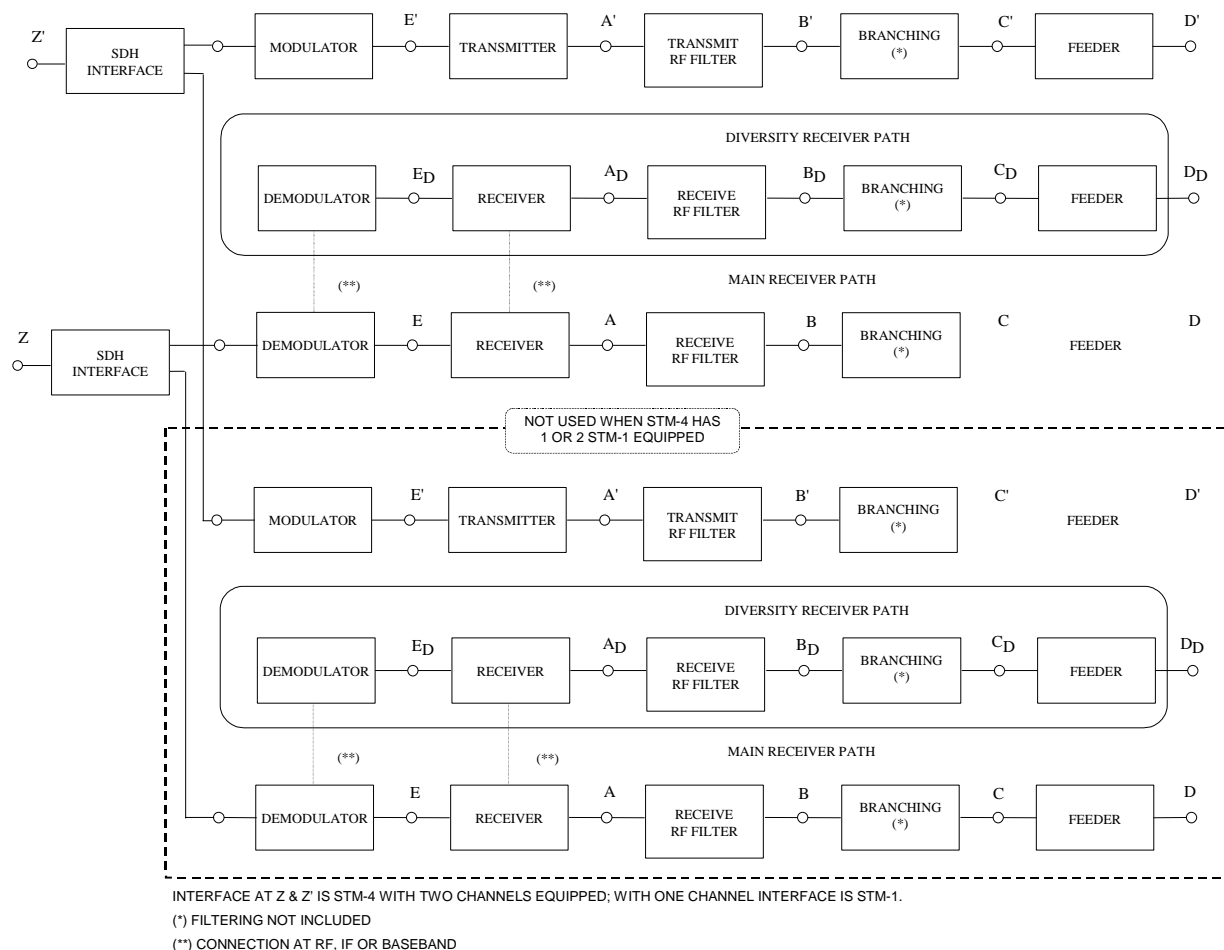 E' A' B' C' D'
Z'
SDH
INTERFACE
MODULATOR
TRANSMITTER
TRANSMIT
RF FILTER
BRANCHING
(*)
FEEDER
DIVERSITY RECEIVER PATH
ED AD BD CD DD
DEMODULATOR
RECEIVER
RECEIVE
RF FILTER
BRANCHING
(*)
FEEDER
(**) (**)
MAIN RECEIVER PATH
Z
E A B C D
SDH
INTERFACE
DEMODULATOR
RECEIVER
RECEIVE
RF FILTER
BRANCHING
(*)
FEEDER
NOT USED WHEN STM-4 HAS
1 OR 2 STM-1 EQUIPPED
E' A' B' C' D'
MODULATOR
TRANSMITTER
TRANSMIT
RF FILTER
BRANCHING
(*)
FEEDER
DIVERSITY RECEIVER PATH
ED AD BD CD DD
DEMODULATOR
RECEIVER
RECEIVE
RF FILTER
BRANCHING
(*)
FEEDER
(**) (**)
MAIN RECEIVER PATH
E A B C D
DEMODULATOR
RECEIVER
RECEIVE
RF FILTER
BRANCHING
(*)
FEEDER
INTERFACE AT Z & Z' IS STM-4 WITH TWO CHANNELS EQUIPPED; WITH ONE CHANNEL INTERFACE IS STM-1.
(*) FILTERING NOT INCLUDED
(**) CONNECTION AT RF, IF OR BASEBAND